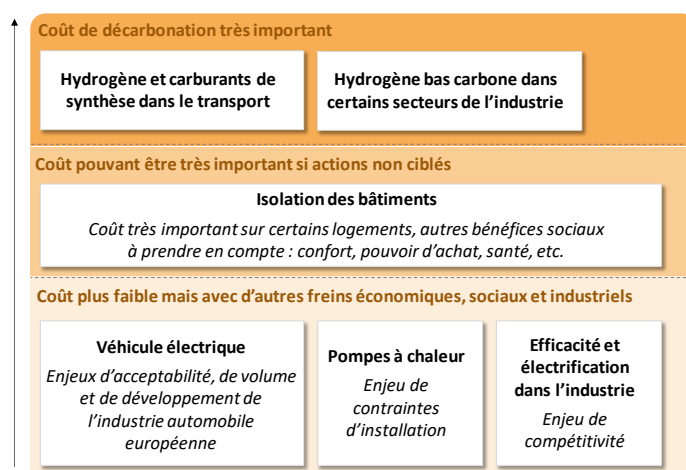 Coût de décarbonation très important
Hydrogène et carburants de
synthèse dans le transport
Hydrogène bas carbone dans
certains secteurs de l'industrie
Coût pouvant être très important si actions non ciblés
Isolation des bâtiments
Coût très important sur certains logements, autres bénéfices sociaux
à prendre en compte : confort, pouvoir d'achat, santé, etc.
Coût plus faible mais avec d'autres freins économiques, sociaux et industriels
Véhicule électrique
Enjeux d'acceptabilité, de volume
et de développement de
l'industrie automobile
européenne
Pompes à chaleur
Enjeu de
contraintes
d'installation
Efficacité et
électrification
dans l'industrie
Enjeu de
compétitivité